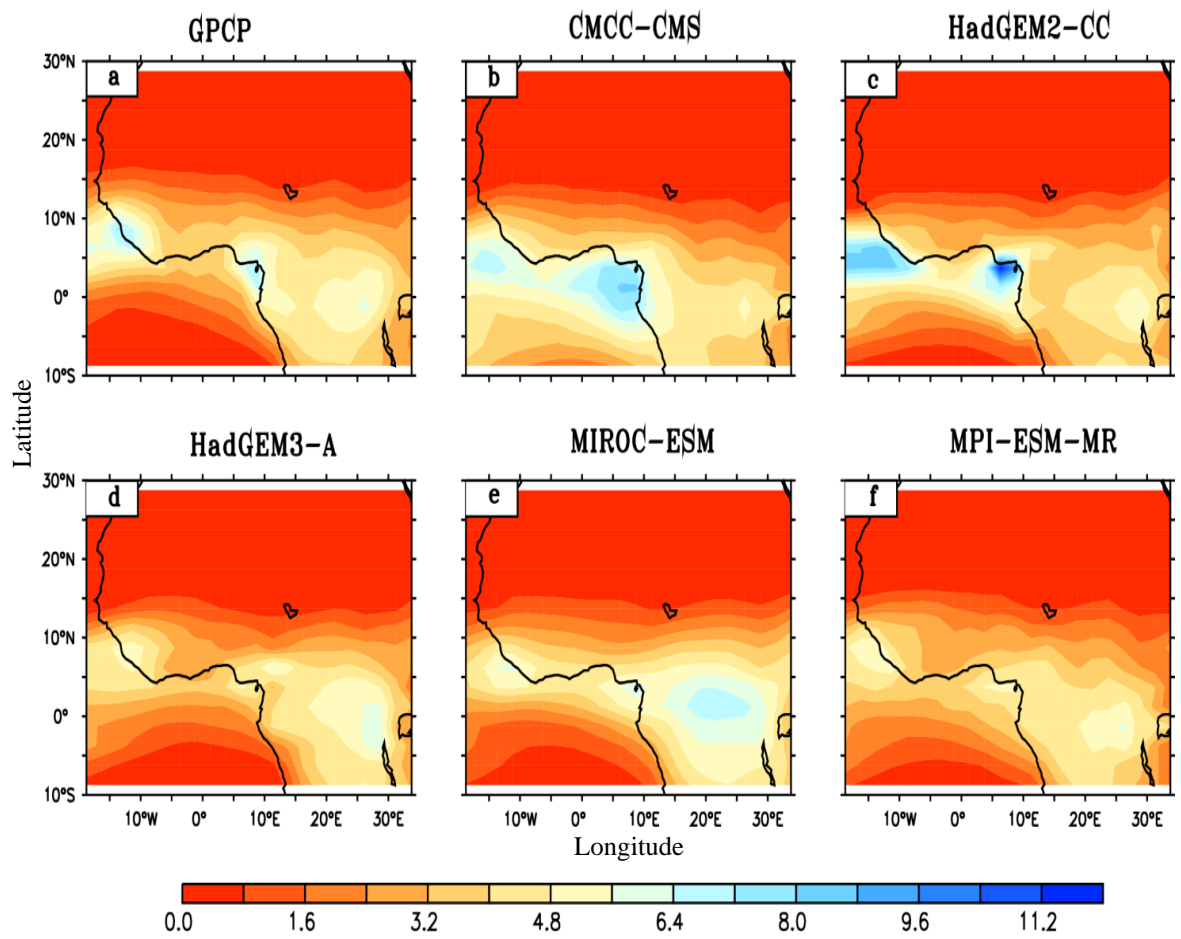 GPCP CMCC-CMS HadGEM2-CC
30°N a b c
20°N
10°N
0°
10°S
Latitude
HadGEM3-A MIROC-ESM MPI-ESM-MR
30°N d e f
20°N
10°N
0°
10°S
10°W 0° 10°E 20°E 30°E 10°W 0° 10°E 20°E 30°E 10°W 0° 10°E 20°E 30°E
Longitude
0.0 1.6 3.2 4.8 6.4 8.0 9.6 11.2